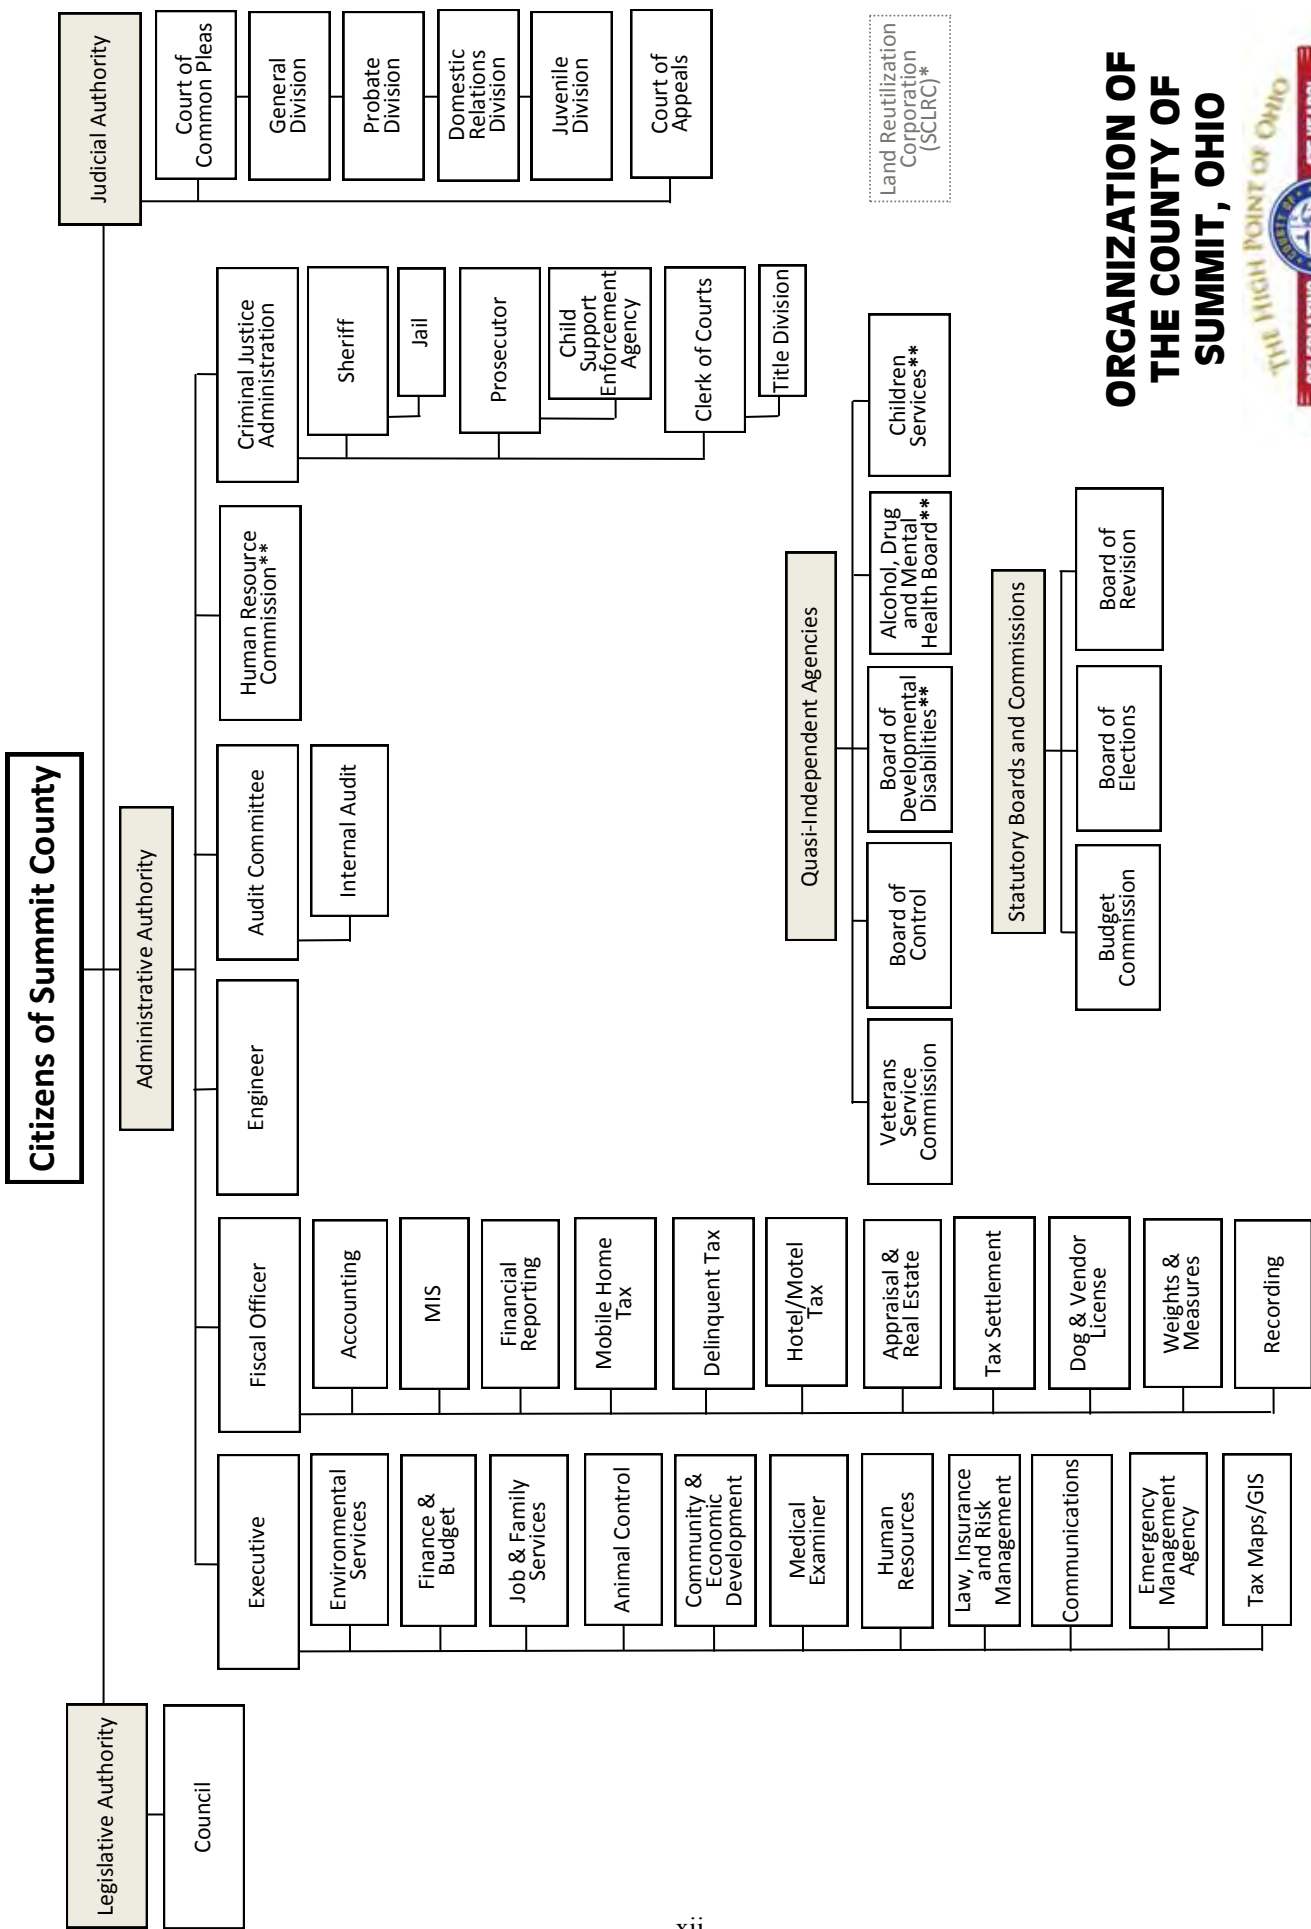 Citizens of Summit County
Legislative Authority
Council
Administrative Authority
Executive
Environmental
Services
Finance &
Budget
Job & Family
Services
Animal Control
Community &
Economic
Development
Medical
Examiner
Human
Resources
Law, Insurance
and Risk
Management
Communications
Emergency
Management
Agency
Tax Maps/GIS
Fiscal Officer
Accounting
MIS
Financial
Reporting
Mobile Home
Tax
Delinquent Tax
Hotel/Motel
Tax
Appraisal &
Real Estate
Tax Settlement
Dog & Vendor
License
Weights &
Measures
Recording
Engineer
Audit Committee
Internal Audit
Human Resource
Commission**
Criminal Justice
Administration
Sheriff
Jail
Prosecutor
Child
Support
Enforcement
Agency
Clerk of Courts
Title Division
Judicial Authority
Court of
Common Pleas
General
Division
Probate
Division
Domestic
Relations
Division
Juvenile
Division
Court of
Appeals
Quasi-Independent Agencies
Veterans
Service
Commission
Board of
Control
Board of
Developmental
Disabilities**
Alcohol, Drug
and Mental
Health Board**
Children
Services**
Land Reutilization
Corporation
(SCLRC)*
Statutory Boards and Commissions
Budget
Commission
Board of
Elections
Board of
Revision
ORGANIZATION OF
THE COUNTY OF
SUMMIT, OHIO
THE HIGH POINT OF OHIO
COUNTY OF
xii